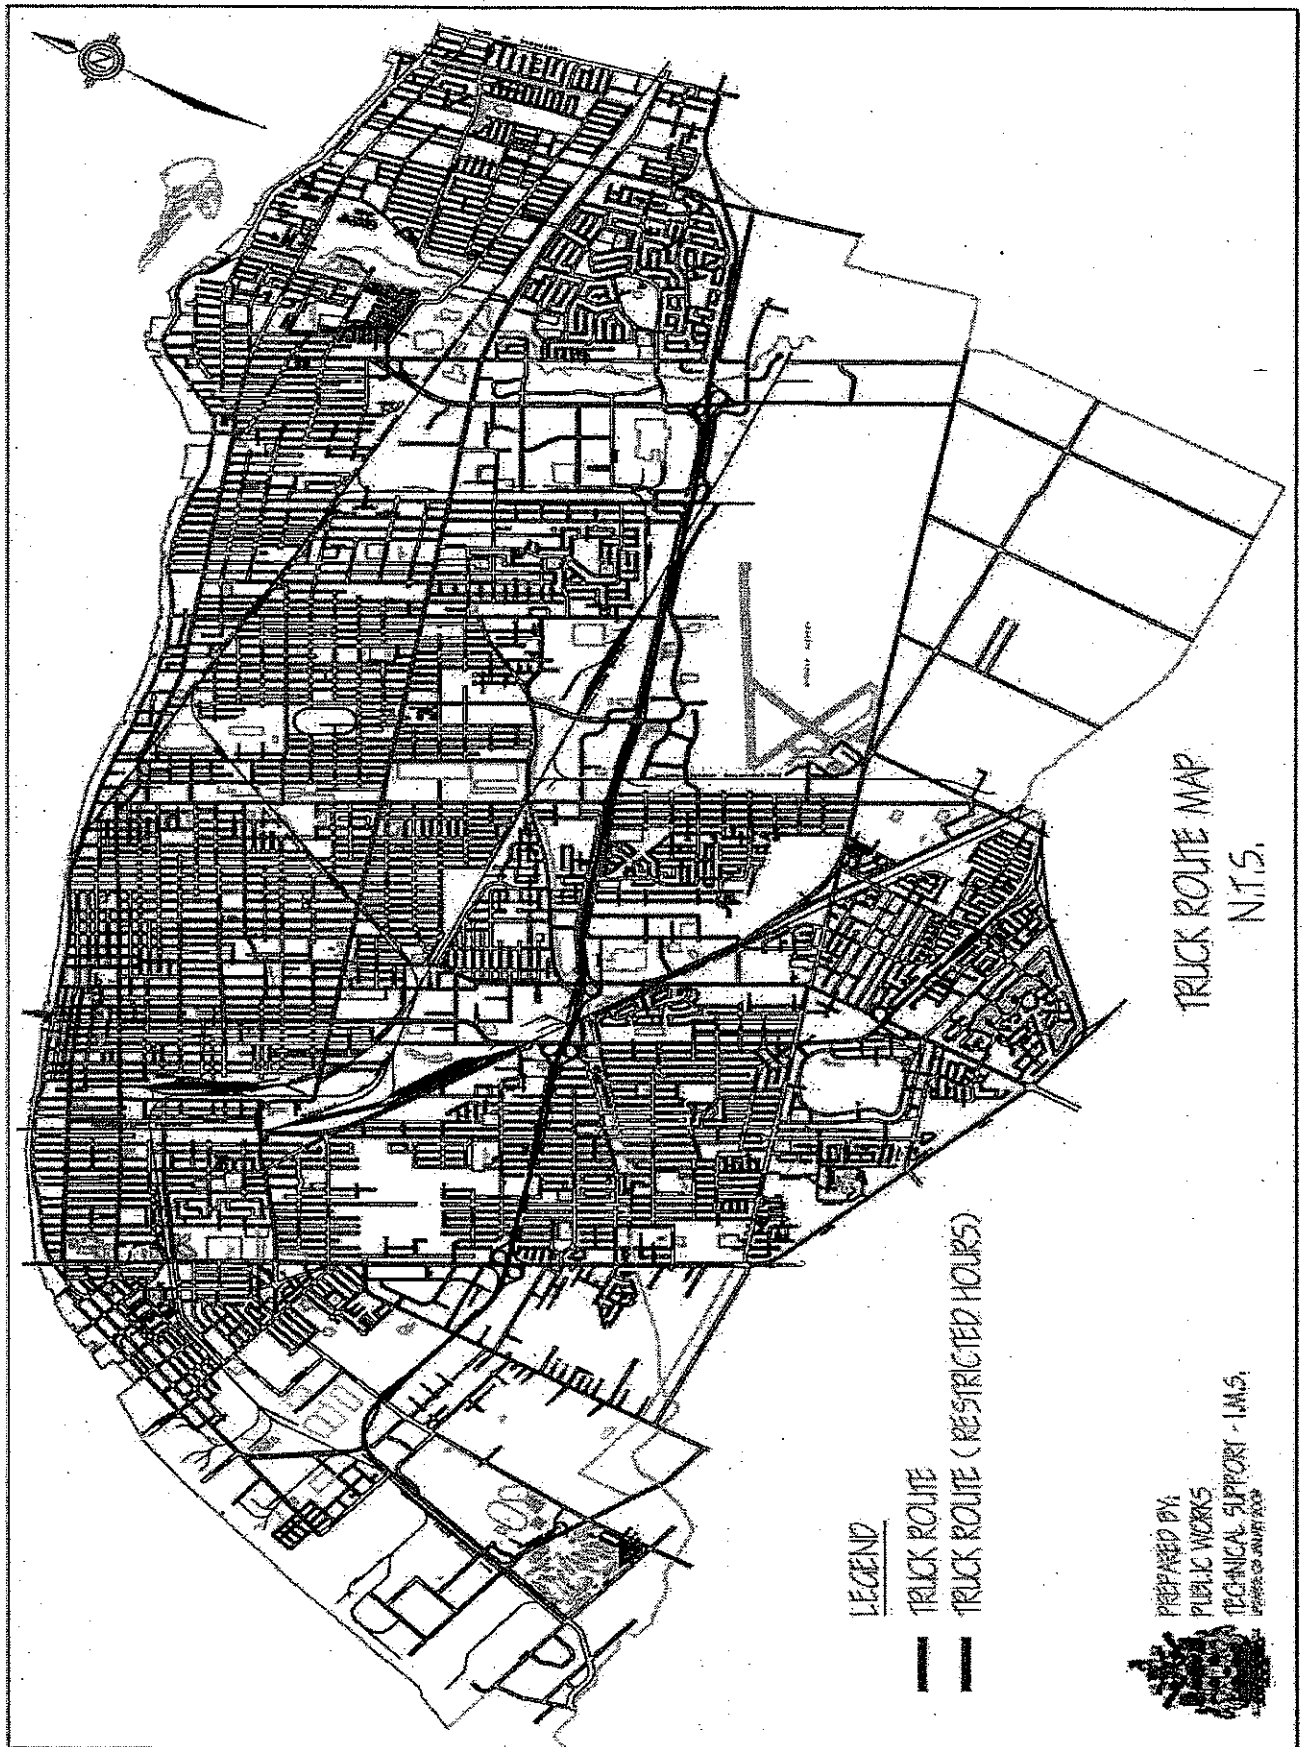 TRUCK ROUTE MAP
N.T.S.
LEGEND
TRUCK ROUTE
TRUCK ROUTE (RESTRICTED HOURS)
PREPARED BY:
PUBLIC WORKS
TECHNICAL SUPPORT - I.M.S.